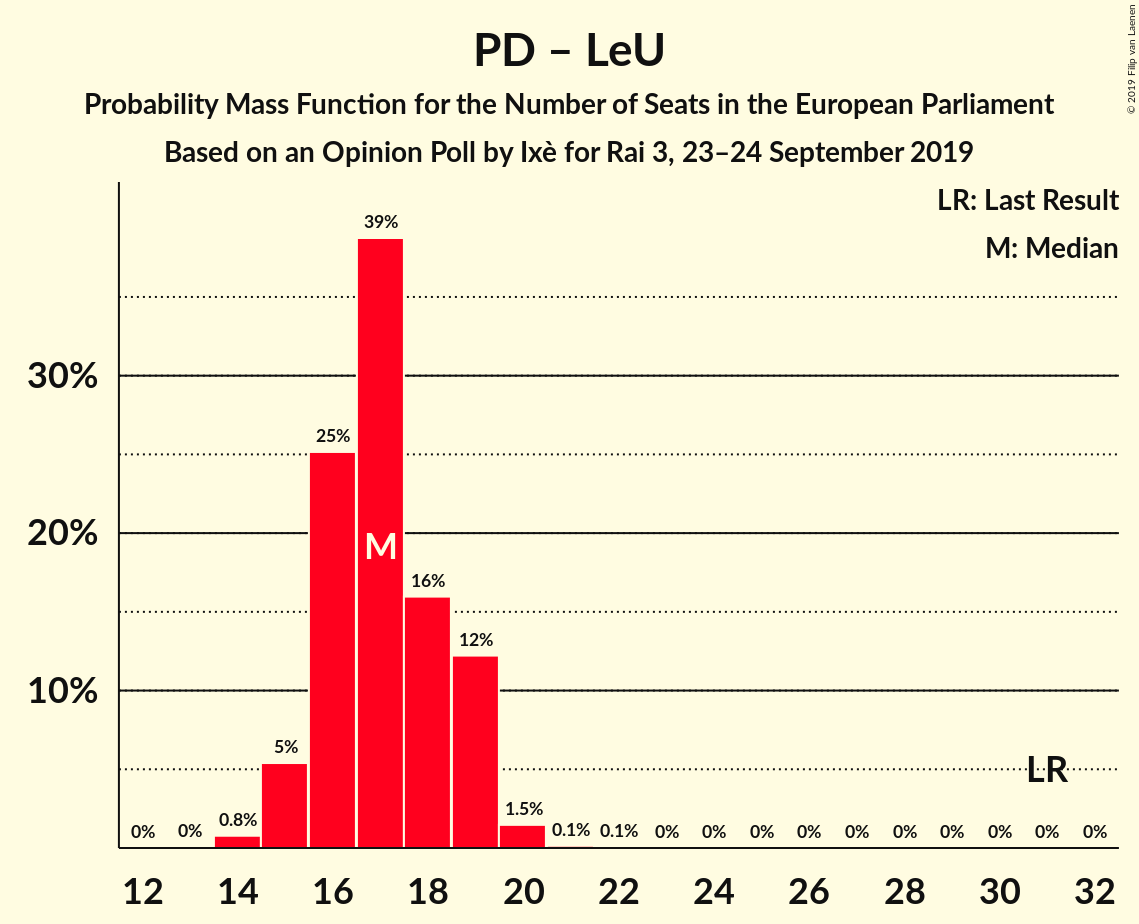 PD – LeU
Probability Mass Function for the Number of Seats in the European Parliament
Based on an Opinion Poll by Ixè for Rai 3, 23–24 September 2019
© 2019 Filip van Laenen
LR: Last Result
M: Median
39%
30%
25%
20%
M
16%
12%
10%
5%
LR
0% 0% 0.8% 1.5% 0.1% 0.1% 0% 0% 0% 0% 0% 0% 0% 0% 0% 0%
12 14 16 18 20 22 24 26 28 30 32